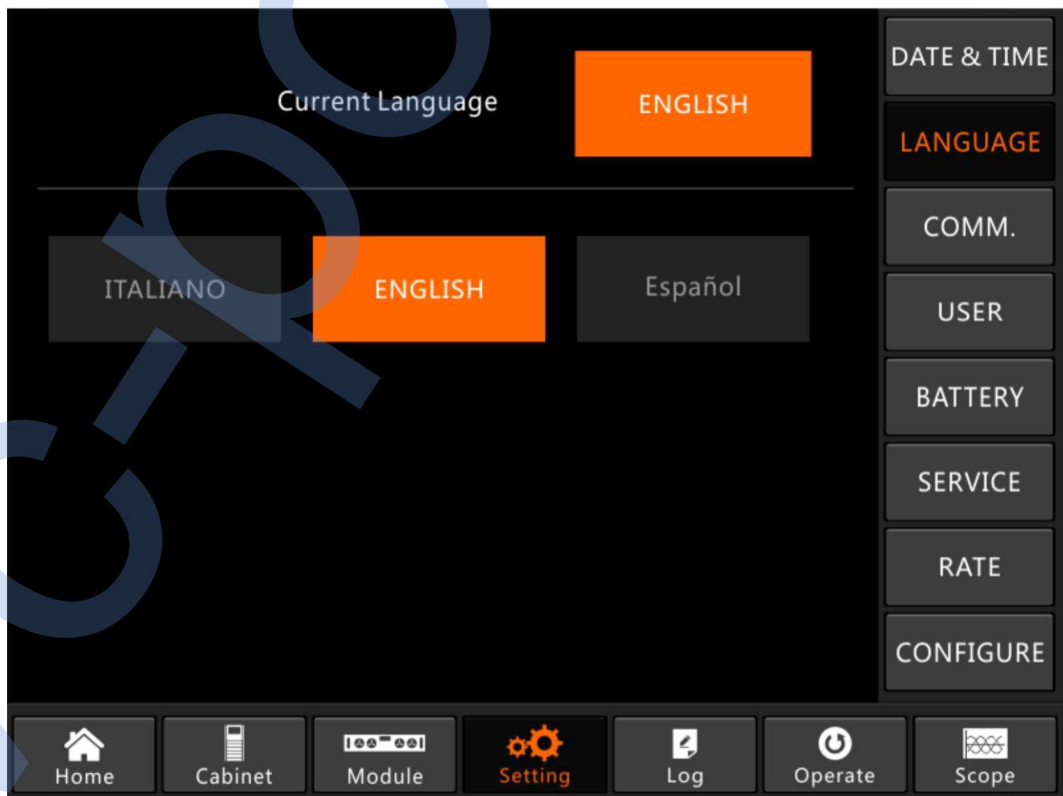 Current Language
ENGLISH
ITALIANO
ENGLISH
Español
DATE & TIME
LANGUAGE
COMM.
USER
BATTERY
SERVICE
RATE
CONFIGURE
Home
Cabinet
Module
Setting
Log
Operate
Scope